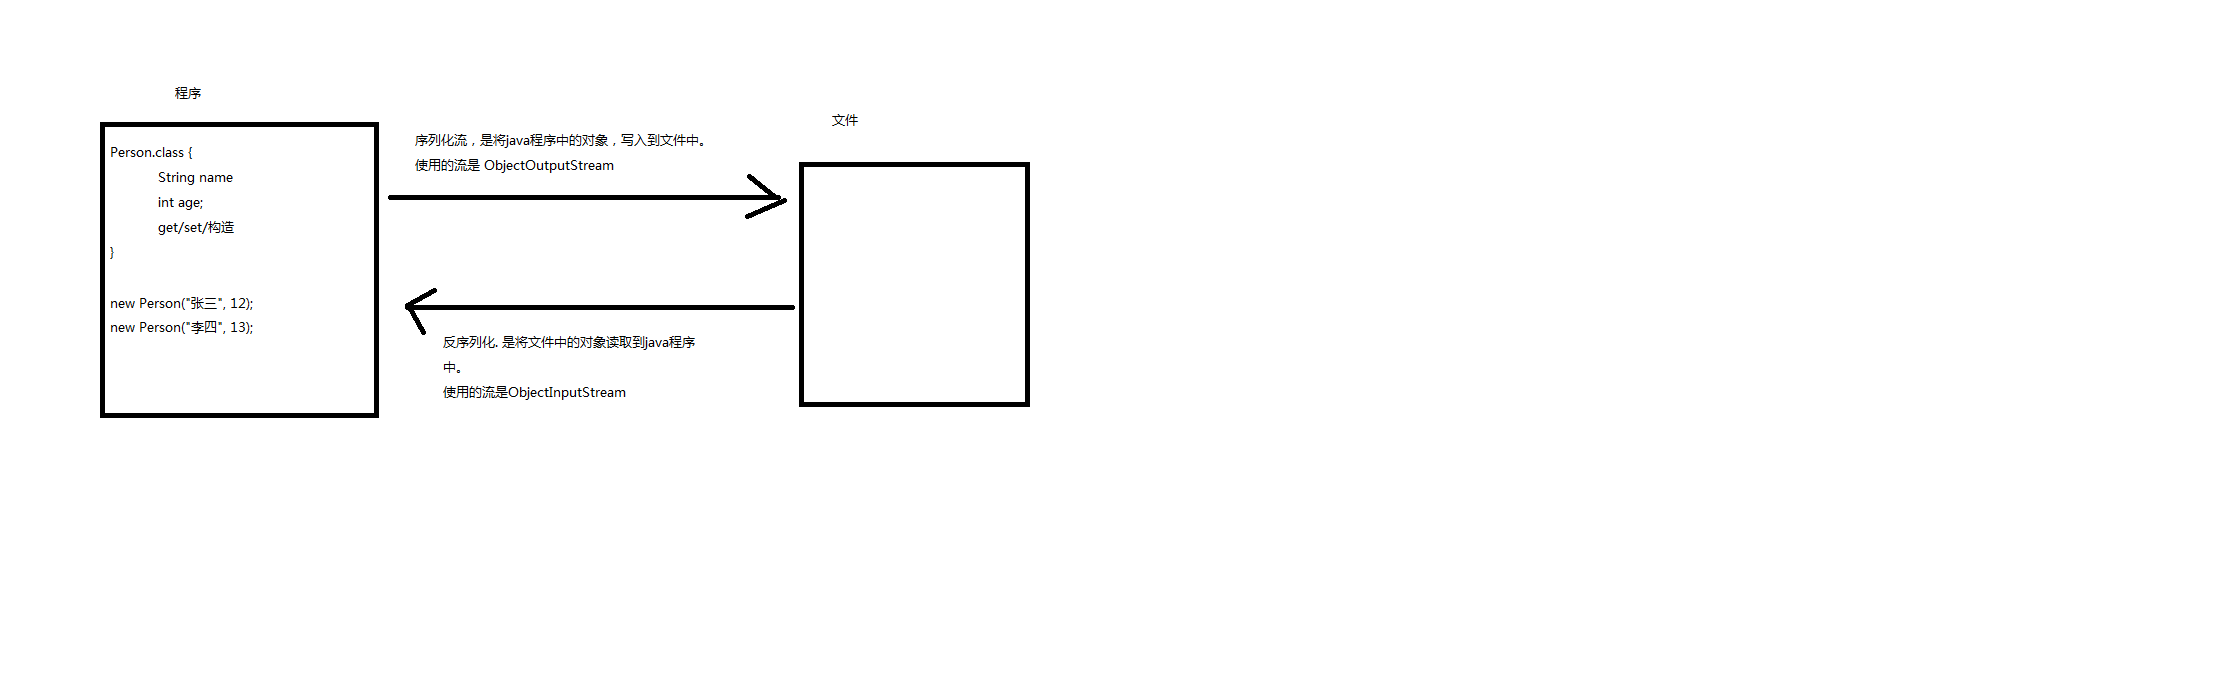 程序
Person.class {
String name
int age;
get/set/构造
}
new Person("张三", 12);
new Person("李四", 13);
序列化流，是将java程序中的对象，写入到文件中。
使用的流是 ObjectOutputStream
反序列化. 是将文件中的对象读取到java程序
中。
使用的流是ObjectInputStream
文件